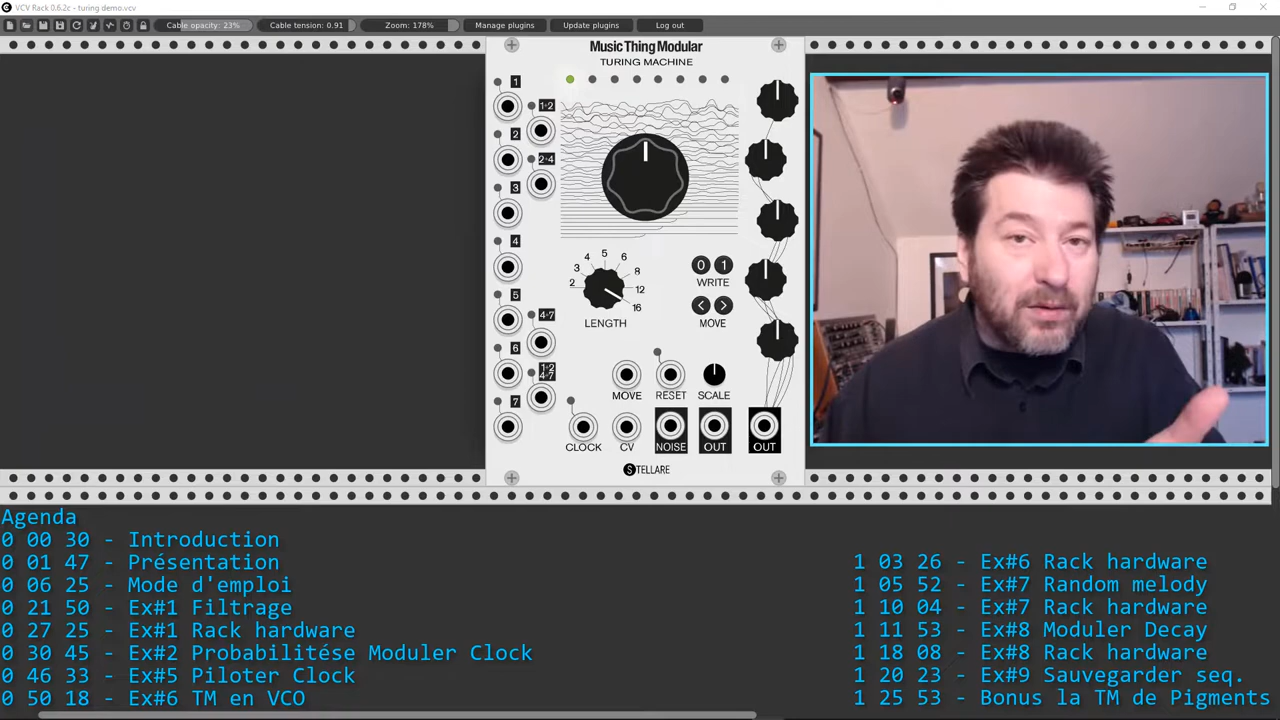 VCV Rack 0.6.2c - turing demo.vcv
Cable opacity: 23%
Cable tension: 0.91
Zoom: 178%
Manage plugins
Update plugins
Log out
Music Thing Modular
TURING MACHINE
1
1·2
2
2·4
3
4
5
4·7
6
1·2
4·7
7
2
3
4
5
6
8
12
16
LENGTH
0
1
WRITE
<
>
MOVE
MOVE
RESET
SCALE
CLOCK
CV
NOISE
OUT
OUT
STELLARE
Agenda
0 00 30 - Introduction
0 01 47 - Présentation
0 06 25 - Mode d'emploi
0 21 50 - Ex#1 Filtrage
0 27 25 - Ex#1 Rack hardware
0 30 45 - Ex#2 Probabilitése Moduler Clock
0 46 33 - Ex#5 Piloter Clock
0 50 18 - Ex#6 TM en VCO
1 03 26 - Ex#6 Rack hardware
1 05 52 - Ex#7 Random melody
1 10 04 - Ex#7 Rack hardware
1 11 53 - Ex#8 Moduler Decay
1 18 08 - Ex#8 Rack hardware
1 20 23 - Ex#9 Sauvegarder seq.
1 25 53 - Bonus la TM de Pigments